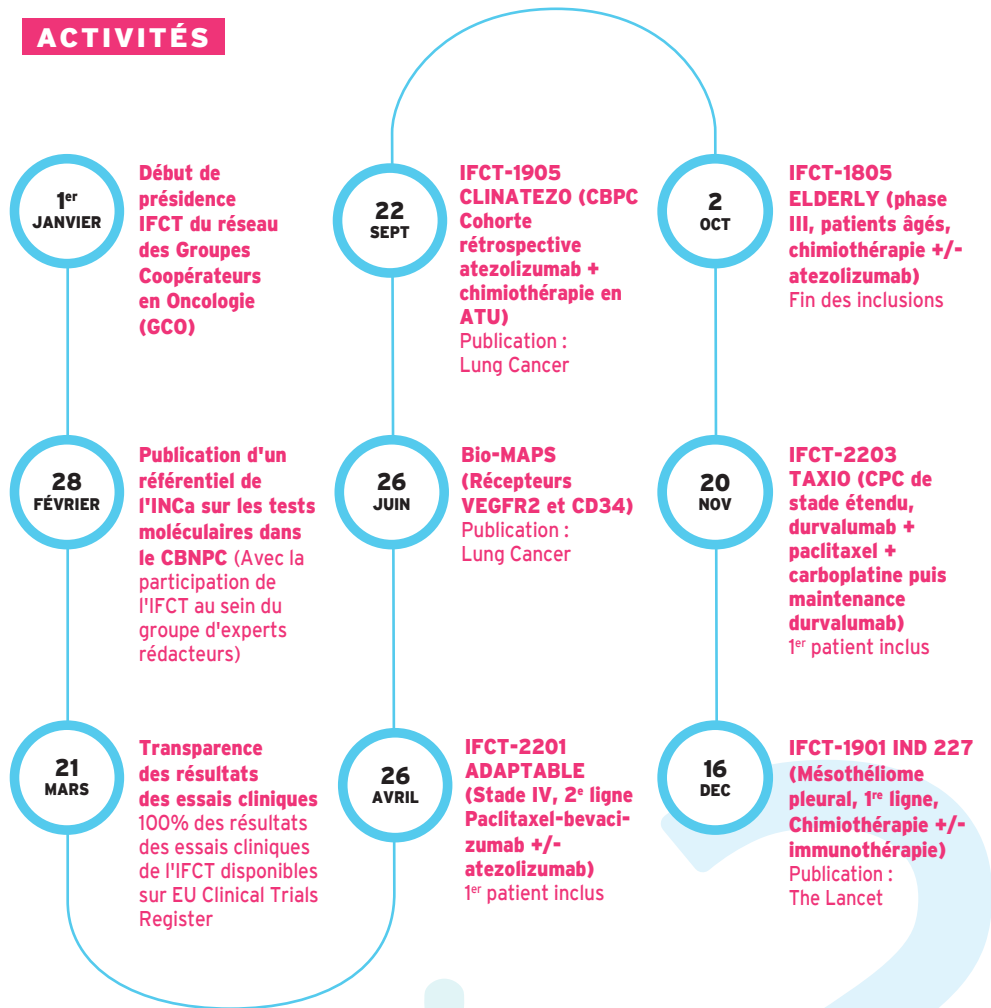 ACTIVITÉS
1er
JANVIER
Début de
présidence
IFCT du réseau
des Groupes
Coopérateurs
en Oncologie
(GCO)
28
FÉVRIER
Publication d'un
référentiel de
l'INCa sur les tests
moléculaires dans
le CBNPC (Avec la
participation de
l'IFCT au sein du
groupe d'experts
rédacteurs)
21
MARS
Transparence
des résultats
des essais cliniques
100% des résultats
des essais cliniques
de l'IFCT disponibles
sur EU Clinical Trials
Register
26
AVRIL
IFCT-2201
ADAPTABLE
(Stade IV, 2e ligne
Paclitaxel-bevaci-
zumab +/-
atezolizumab)
1er patient inclus
26
JUIN
Bio-MAPS
(Récepteurs
VEGFR2 et CD34)
Publication :
Lung Cancer
22
SEPT
IFCT-1905
CLINATEZO (CBPC
Cohorte
rétrospective
atezolizumab +
chimiothérapie en
ATU)
Publication :
Lung Cancer
2
OCT
IFCT-1805
ELDERLY (phase
III, patients âgés,
chimiothérapie +/-
atezolizumab)
Fin des inclusions
20
NOV
IFCT-2203
TAXIO (CPC de
stade étendu,
durvalumab +
paclitaxel +
carboplatine puis
maintenance
durvalumab)
1er patient inclus
16
DEC
IFCT-1901 IND 227
(Mésothéliome
pleural, 1re ligne,
Chimiothérapie +/-
immunothérapie)
Publication :
The Lancet